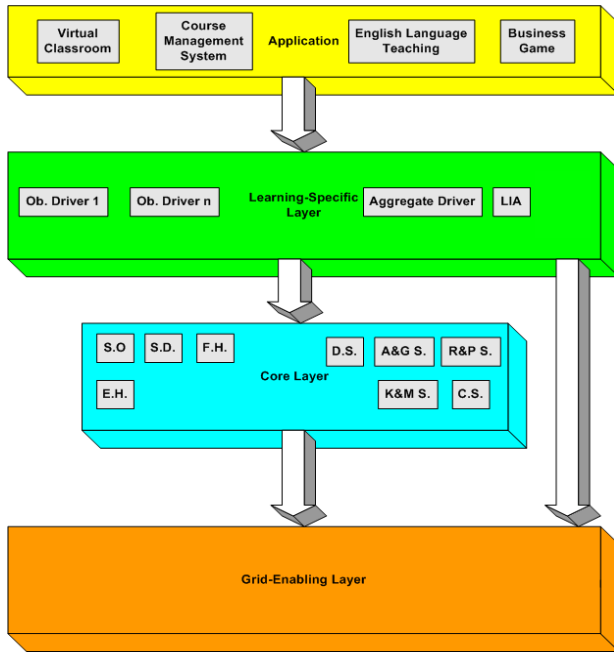 Virtual
Classroom
Course
Management
System
Application
English Language
Teaching
Business
Game
Ob. Driver 1
Ob. Driver n
Learning-Specific
Layer
Aggregate Driver
LIA
S.O
S.D.
F.H.
D.S.
A&G S.
R&P S.
Core Layer
E.H.
K&M S.
C.S.
Grid-Enabling Layer